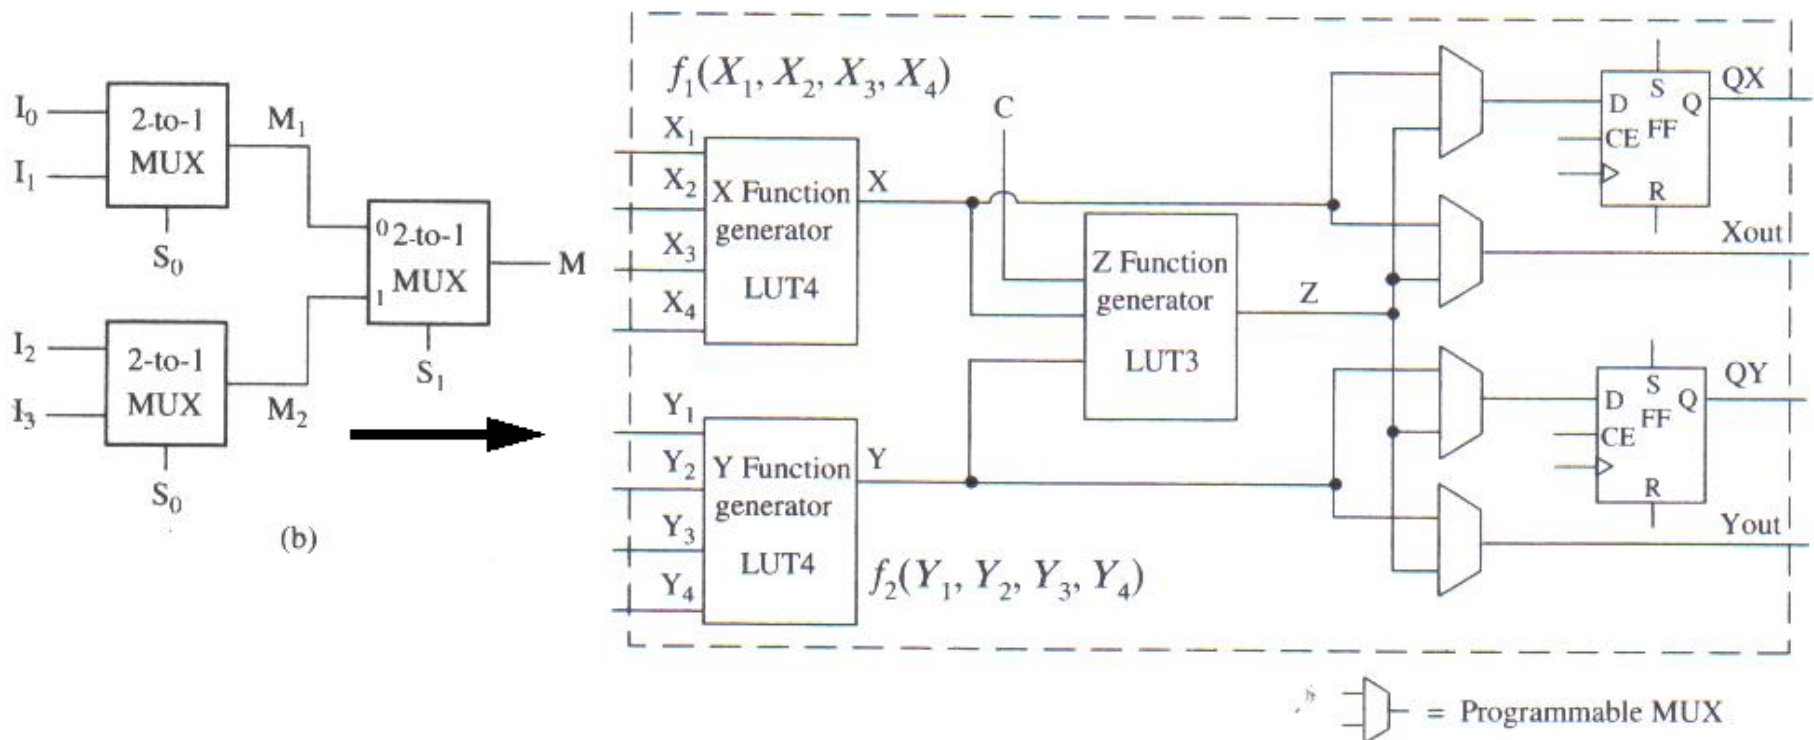 I₀
2-to-1
MUX
M₁
I₁
S₀
0
2-to-1
MUX
1
M
S₁
I₂
2-to-1
MUX
I₃
M₂
S₀
(b)
f₁(X₁, X₂, X₃, X₄)
X₁
X₂
X₃
X₄
X Function
generator
LUT4
X
C
Z Function
generator
LUT3
Z
Y₁
Y₂
Y₃
Y₄
Y Function
generator
LUT4
Y
f₂(Y₁, Y₂, Y₃, Y₄)
S
D Q
CE FF
R
QX
Xout
S
D Q
FF
CE
R
QY
Yout
= Programmable MUX